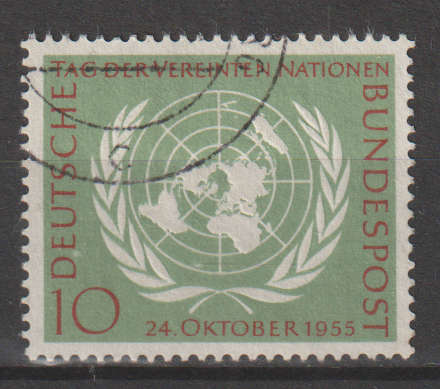 TAG DER VEREINTEN NATIONEN
DEUTSCHE
BUNDESPOST
10
24. OKTOBER 1955